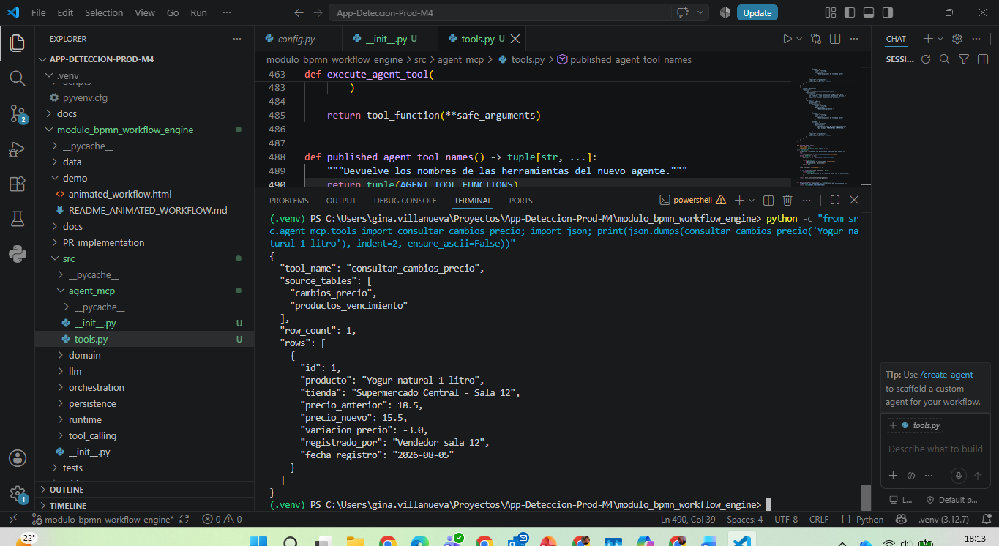 File Edit Selection View Go Run ··· App-Deteccion-Prod-M4 Update
EXPLORER
APP-DETECCION-PROD-M4
.venv
pyvenv.cfg
docs
modulo_bpmn_workflow_engine
__pycache__
data
demo
animated_workflow.html
README_ANIMATED_WORKFLOW.md
docs
PR_implementation
src
__pycache__
agent_mcp
__pycache__
__init__.py U
tools.py U
domain
llm
orchestration
persistence
runtime
tool_calling
__init__.py
tests
OUTLINE
TIMELINE
2
1
config.py __init__.py U tools.py U
modulo_bpmn_workflow_engine > src > agent_mcp > tools.py > published_agent_tool_names
463 def execute_agent_tool(
483 )
484
485 return tool_function(**safe_arguments)
486
487
488 def published_agent_tool_names() -> tuple[str, ...]:
489 """Devuelve los nombres de las herramientas del nuevo agente."""
490 return tuple(AGENT_TOOL_FUNCTIONS)
PROBLEMS OUTPUT DEBUG CONSOLE TERMINAL PORTS powershell
(.venv) PS C:\Users\gina.villanueva\Proyectos\App-Deteccion-Prod-M4\modulo_bpmn_workflow_engine> python -c "from sr
c.agent_mcp.tools import consultar_cambios_precio; import json; print(json.dumps(consultar_cambios_precio('Yogur na
tural 1 litro'), indent=2, ensure_ascii=False))"
{
"tool_name": "consultar_cambios_precio",
"source_tables": [
"cambios_precio",
"productos_vencimiento"
],
"row_count": 1,
"rows": [
{
"id": 1,
"producto": "Yogur natural 1 litro",
"tienda": "Supermercado Central - Sala 12",
"precio_anterior": 18.5,
"precio_nuevo": 15.5,
"variacion_precio": -3.0,
"registrado_por": "Vendedor sala 12",
"fecha_registro": "2026-08-05"
}
]
}
(.venv) PS C:\Users\gina.villanueva\Proyectos\App-Deteccion-Prod-M4\modulo_bpmn_workflow_engine>
CHAT
SESSI...
Tip: Use /create-agent
to scaffold a custom
agent for your workflow.
tools.py
Describe what to build
L... Default p...
modulo-bpmn-workflow-engine* 0 0 Ln 490, Col 39 Spaces: 4 UTF-8 CRLF { } Python .venv (3.12.7)
22°
18:13